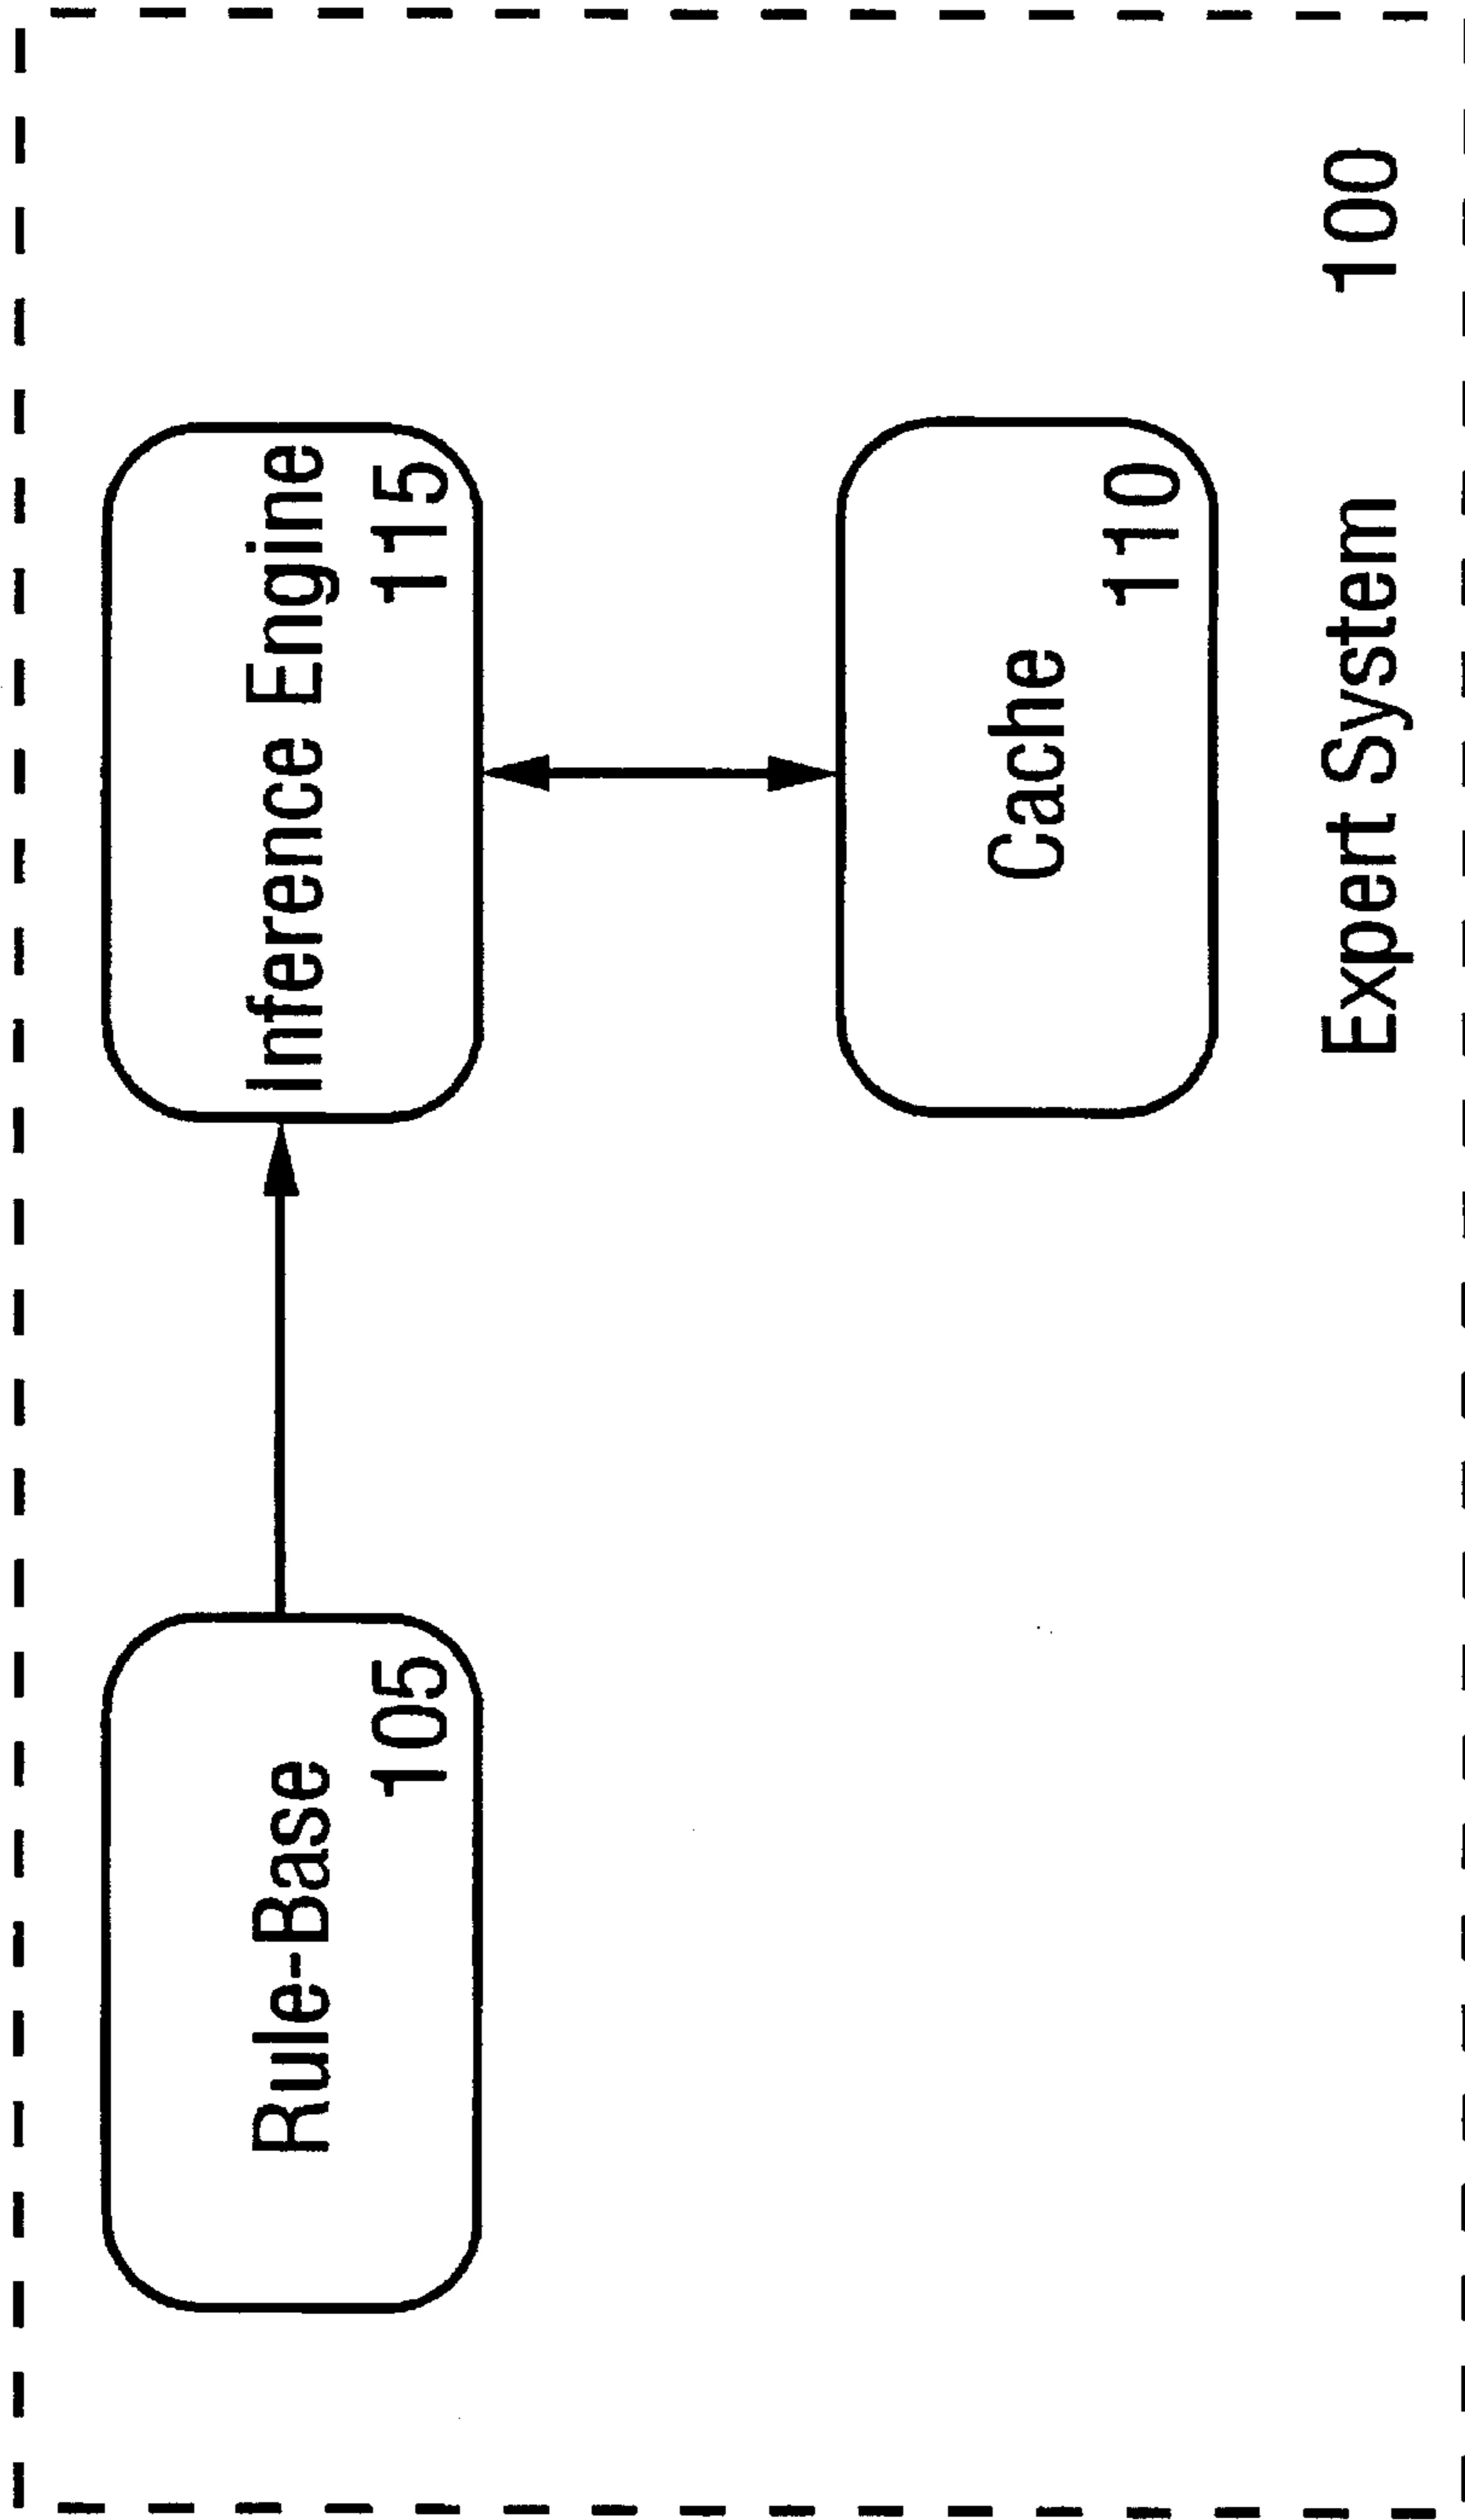 Rule-Base
105
Inference Engine
115
Cache
110
Expert System 100